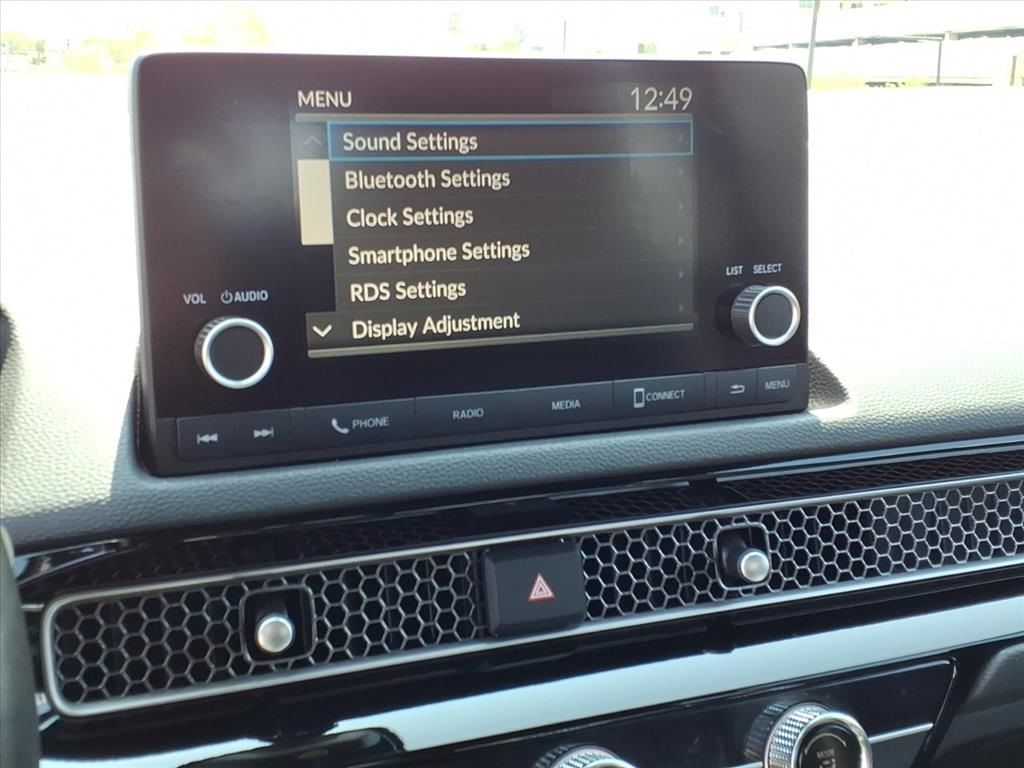 MENU 12:49
Sound Settings
Bluetooth Settings
Clock Settings
Smartphone Settings
RDS Settings
Display Adjustment
VOL AUDIO
LIST SELECT
PHONE RADIO MEDIA CONNECT MENU
MODE